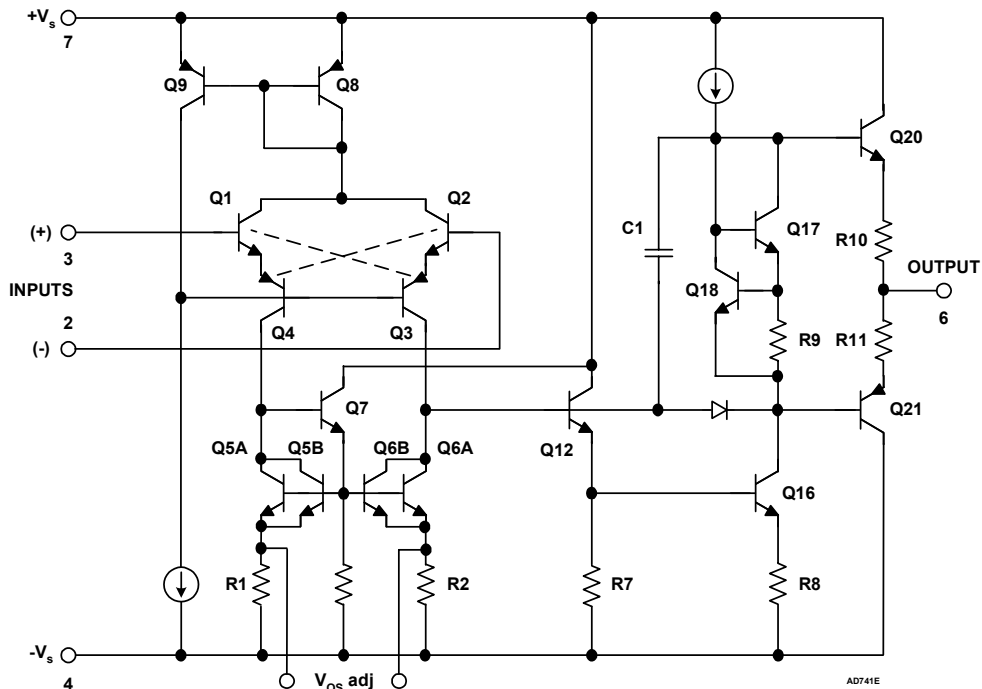 +Vs
7
Q9
Q8
Q20
Q1
Q2
(+)
3
C1
Q17
R10
OUTPUT
6
INPUTS
2
Q18
Q4
Q3
(-)
R9
R11
Q7
Q21
Q12
Q5A
Q5B
Q6B
Q6A
Q16
R1
R2
R7
R8
-Vs
4
VOS adj
AD741E